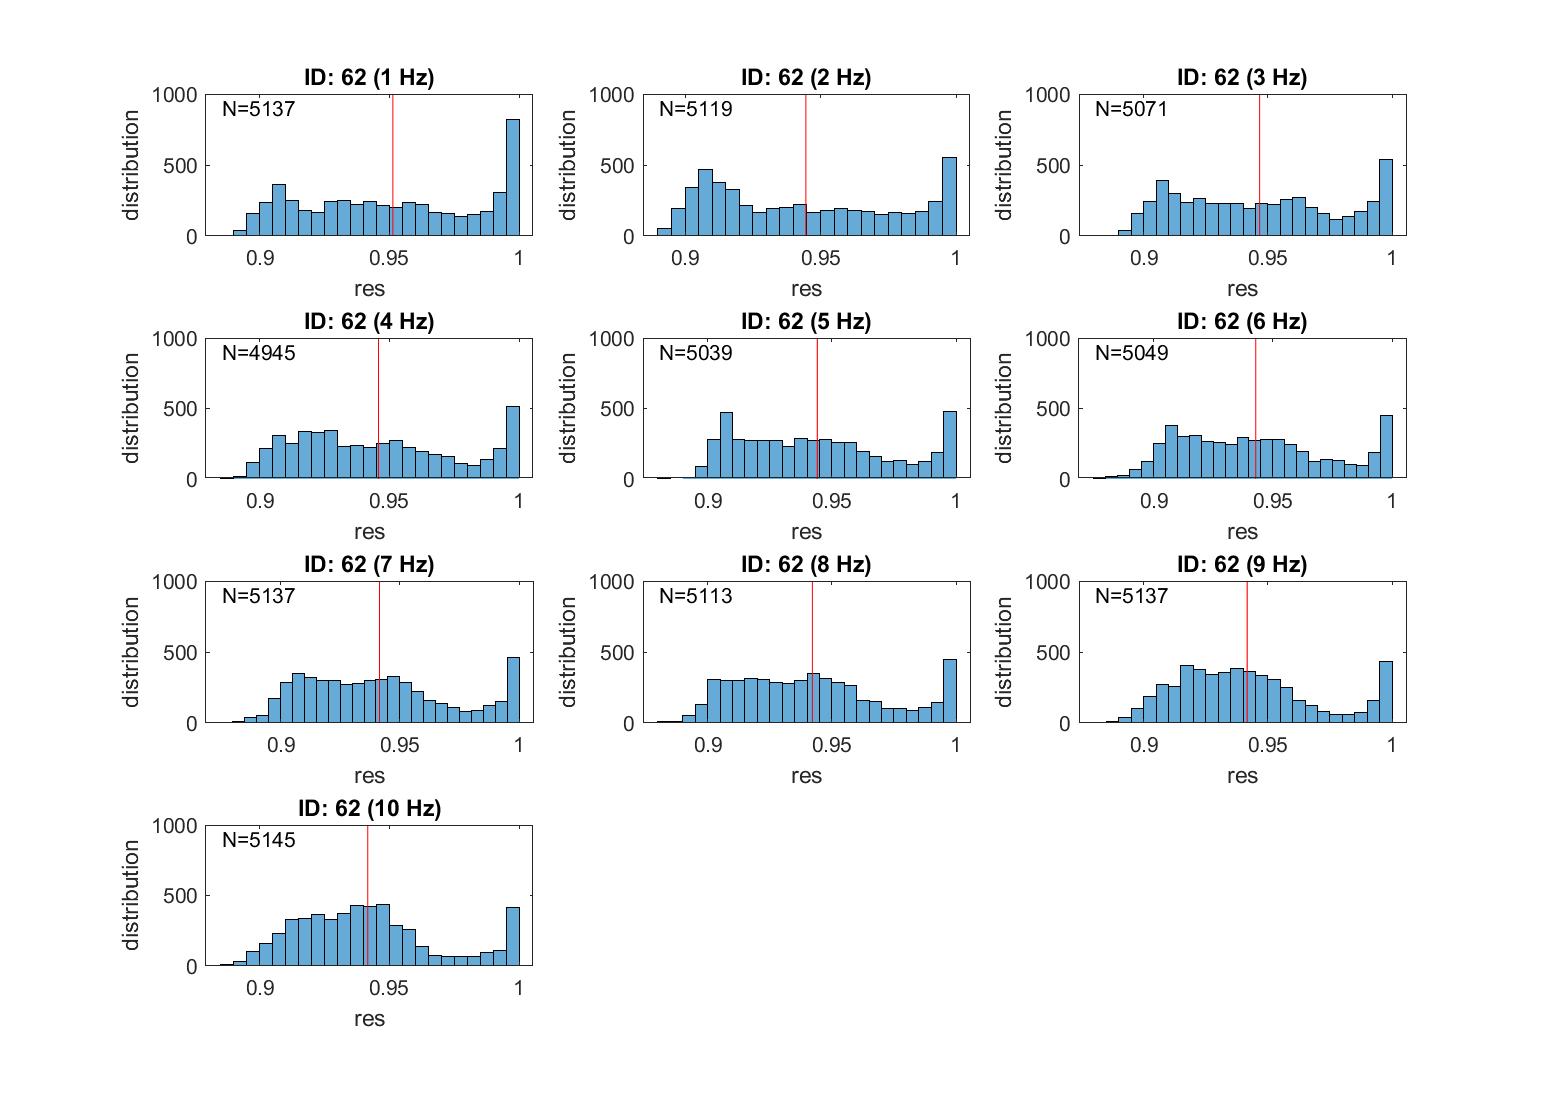 ID: 62 (1 Hz)
1000
500
0
distribution
N=5137
0.9
0.95
1
res
ID: 62 (2 Hz)
1000
500
0
distribution
N=5119
0.9
0.95
1
res
ID: 62 (3 Hz)
1000
500
0
distribution
N=5071
0.9
0.95
1
res
ID: 62 (4 Hz)
1000
500
0
distribution
N=4945
0.9
0.95
1
res
ID: 62 (5 Hz)
1000
500
0
distribution
N=5039
0.9
0.95
1
res
ID: 62 (6 Hz)
1000
500
0
distribution
N=5049
0.9
0.95
1
res
ID: 62 (7 Hz)
1000
500
0
distribution
N=5137
0.9
0.95
1
res
ID: 62 (8 Hz)
1000
500
0
distribution
N=5113
0.9
0.95
1
res
ID: 62 (9 Hz)
1000
500
0
distribution
N=5137
0.9
0.95
1
res
ID: 62 (10 Hz)
1000
500
0
distribution
N=5145
0.9
0.95
1
res